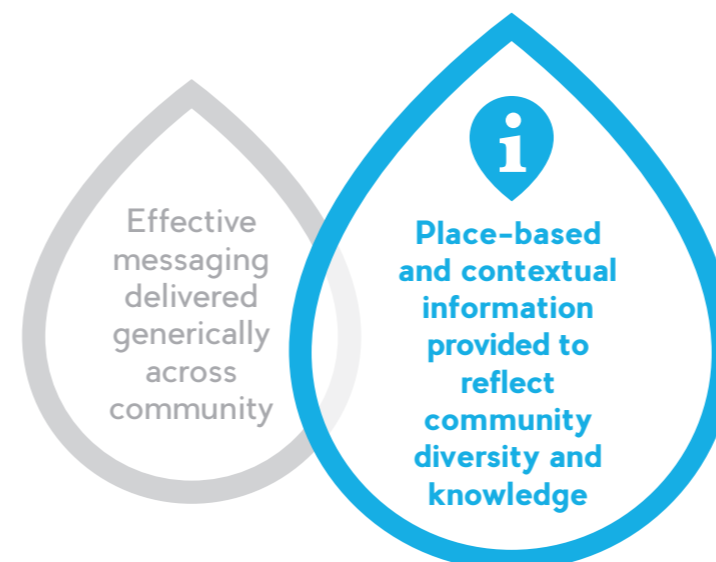 Effective
messaging
delivered
generically
across
community
i
Place-based
and contextual
information
provided to
reflect
community
diversity and
knowledge